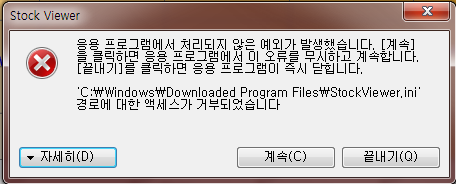 Stock Viewer
응용 프로그램에서 처리되지 않은 예외가 발생했습니다. [계속]
을 클릭하면 응용 프로그램에서 이 오류를 무시하고 계속합니다.
[끝내기]를 클릭하면 응용 프로그램이 즉시 닫힙니다.
'C:₩Windows₩Downloaded Program Files₩StockViewer.ini'
경로에 대한 액세스가 거부되었습니다
자세히(D)
계속(C)
끝내기(Q)